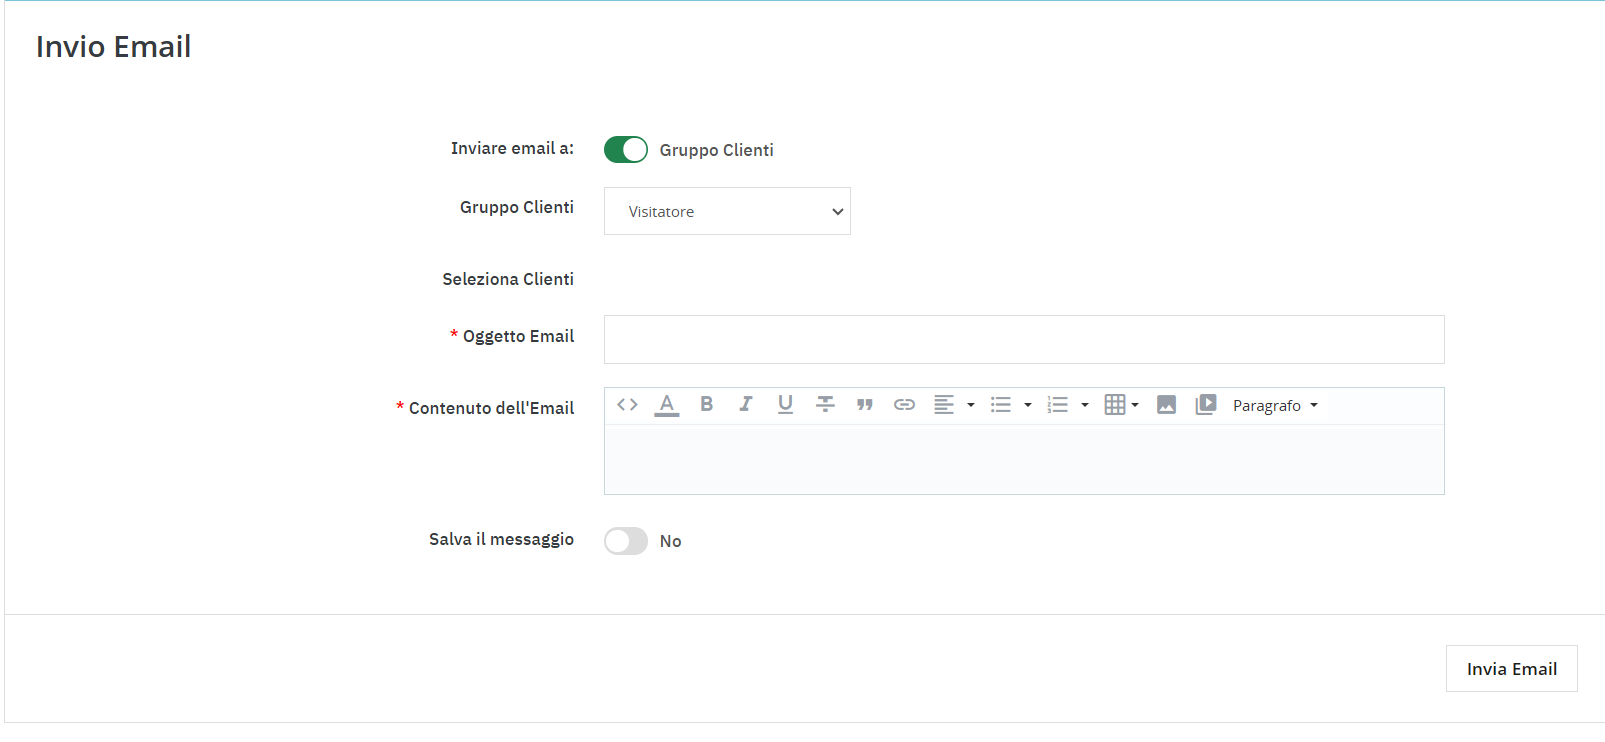 Invio Email
Inviare email a: Gruppo Clienti
Gruppo Clienti Visitatore
Seleziona Clienti
* Oggetto Email
* Contenuto dell'Email <> A B I U T Paragrafo
Salva il messaggio No
Invia Email